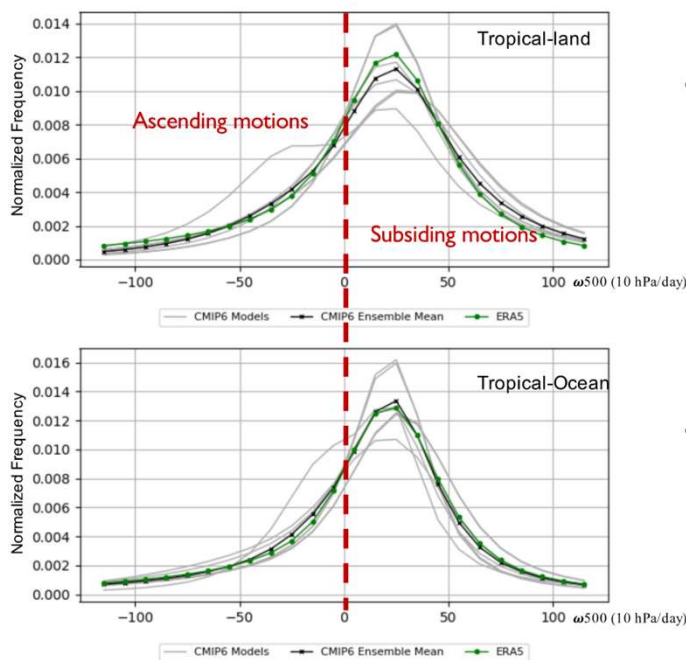 0.014
0.012
0.010
0.008
0.006
0.004
0.002
0.000
Normalized Frequency
Tropical-land
Ascending motions
Subsiding motions
−100 −50 0 50 100
ω500 (10 hPa/day)
CMIP6 Models CMIP6 Ensemble Mean ERA5
0.016
0.014
0.012
0.010
0.008
0.006
0.004
0.002
0.000
Normalized Frequency
Tropical-Ocean
−100 −50 0 50 100
ω500 (10 hPa/day)
CMIP6 Models CMIP6 Ensemble Mean ERA5